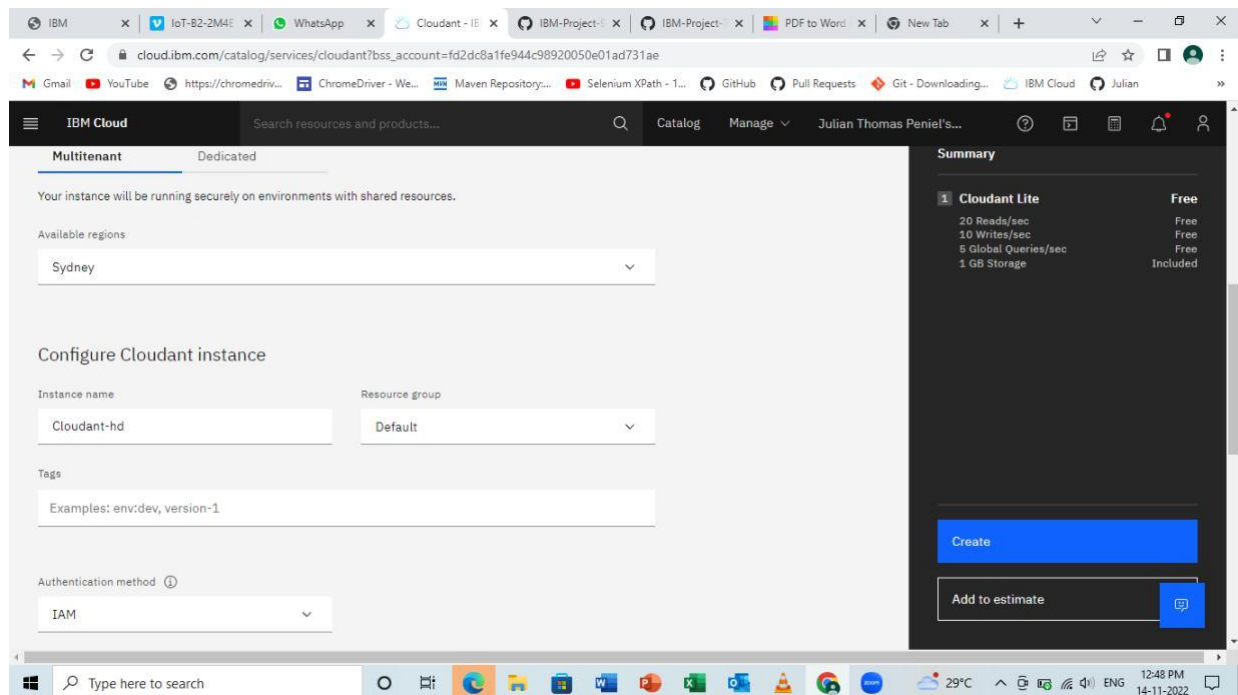 IBM
IoT-B2-2M4E
WhatsApp
Cloudant - IB
IBM-Project-
IBM-Project-
PDF to Word
New Tab
cloud.ibm.com/catalog/services/cloudant?bss_account=fd2dc8a1fe944c98920050e01ad731ae
Gmail
YouTube
https://chromedriv...
ChromeDriver - We...
Maven Repository:...
Selenium XPath - 1...
GitHub
Pull Requests
Git - Downloading...
IBM Cloud
Julian
IBM Cloud
Search resources and products...
Catalog
Manage
Julian Thomas Peniel's...
Multitenant
Dedicated
Your instance will be running securely on environments with shared resources.
Available regions
Sydney
Configure Cloudant instance
Instance name
Resource group
Cloudant-hd
Default
Tags
Examples: env:dev, version-1
Authentication method
IAM
Summary
1 Cloudant Lite Free
20 Reads/sec Free
10 Writes/sec Free
5 Global Queries/sec Free
1 GB Storage Included
Create
Add to estimate
Type here to search
29°C
ENG
12:48 PM
14-11-2022